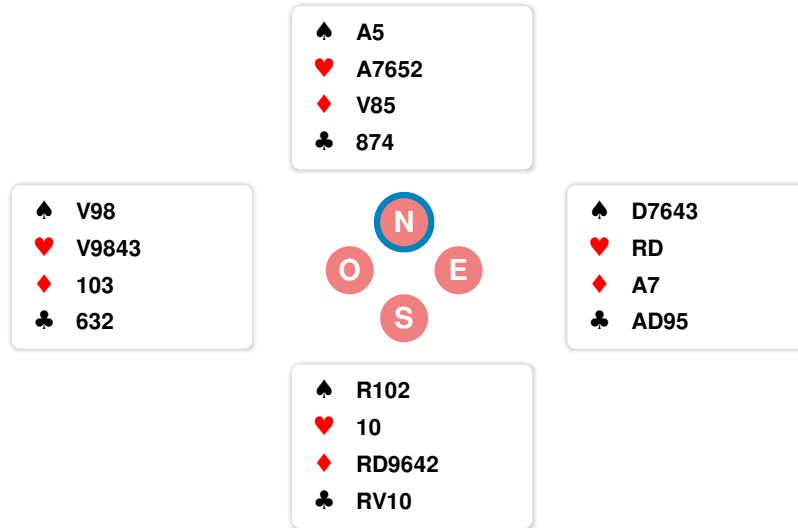 ♠ A5
♥ A7652
♦ V85
♣ 874
♠ V98
♥ V9843
♦ 103
♣ 632
N
O
E
S
♠ D7643
♥ RD
♦ A7
♣ AD95
♠ R102
♥ 10
♦ RD9642
♣ RV10